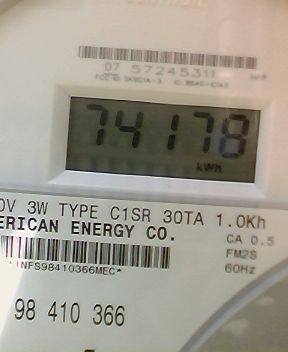 07 57245311
74178
kWh
0V 3W TYPE C1SR 30TA 1.0Kh
ERICAN ENERGY CO.
CA 0.5
FM2S
60Hz
*INFS98410366MEC*
98 410 366